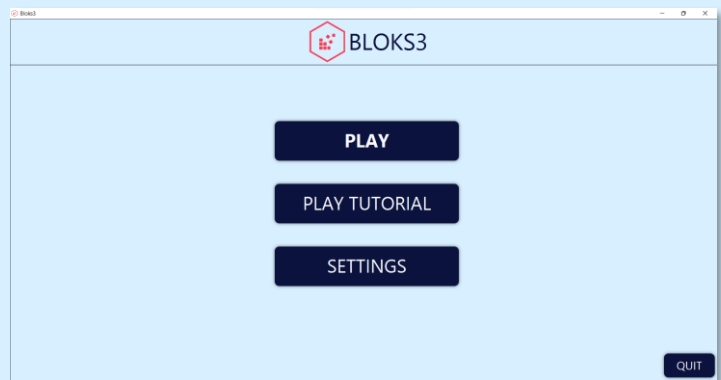 Bloks3
BLOKS3
PLAY
PLAY TUTORIAL
SETTINGS
QUIT